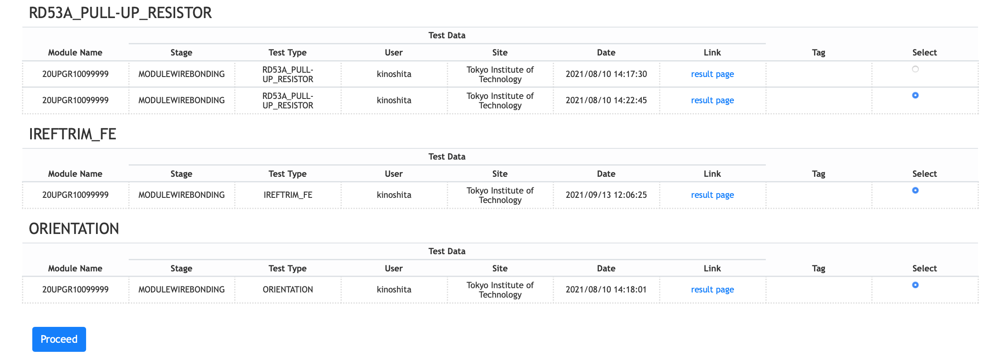 RD53A_PULL-UP_RESISTOR
Test Data
Module Name Stage Test Type User Site Date Link Tag Select
20UPGR10099999 MODULEWIREBONDING RD53A_PULL-UP_RESISTOR kinoshita Tokyo Institute of Technology 2021/08/10 14:17:30 result page
20UPGR10099999 MODULEWIREBONDING RD53A_PULL-UP_RESISTOR kinoshita Tokyo Institute of Technology 2021/08/10 14:22:45 result page
IREFTRIM_FE
Test Data
Module Name Stage Test Type User Site Date Link Tag Select
20UPGR10099999 MODULEWIREBONDING IREFTRIM_FE kinoshita Tokyo Institute of Technology 2021/09/13 12:06:25 result page
ORIENTATION
Test Data
Module Name Stage Test Type User Site Date Link Tag Select
20UPGR10099999 MODULEWIREBONDING ORIENTATION kinoshita Tokyo Institute of Technology 2021/08/10 14:18:01 result page
Proceed